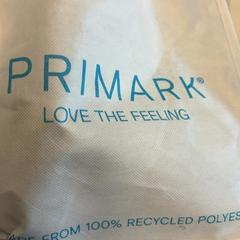 PRIMARK®
LOVE THE FEELING
FROM 100% RECYCLED